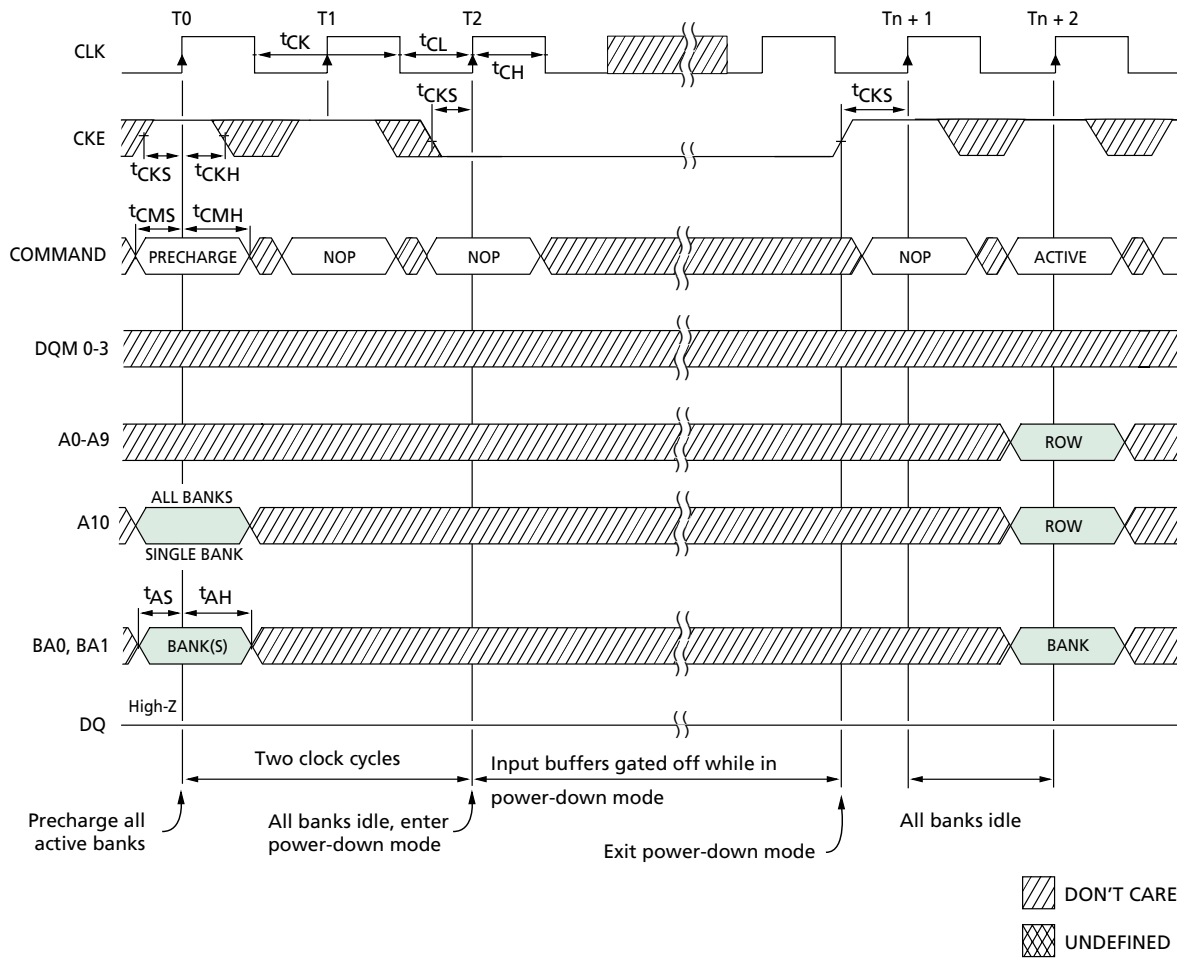 T0 T1 T2 Tn + 1 Tn + 2
CLK tCK tCL tCH
CKE tCKS tCKS
tCKS tCKH
tCMS tCMH
COMMAND PRECHARGE NOP NOP NOP ACTIVE
DQM 0-3
A0-A9 ROW
ALL BANKS
A10 ROW
SINGLE BANK
tAS tAH
BA0, BA1 BANK(S) BANK
High-Z
DQ
Two clock cycles
Input buffers gated off while in
power-down mode
Precharge all
active banks
All banks idle, enter
power-down mode
Exit power-down mode
All banks idle
DON'T CARE
UNDEFINED